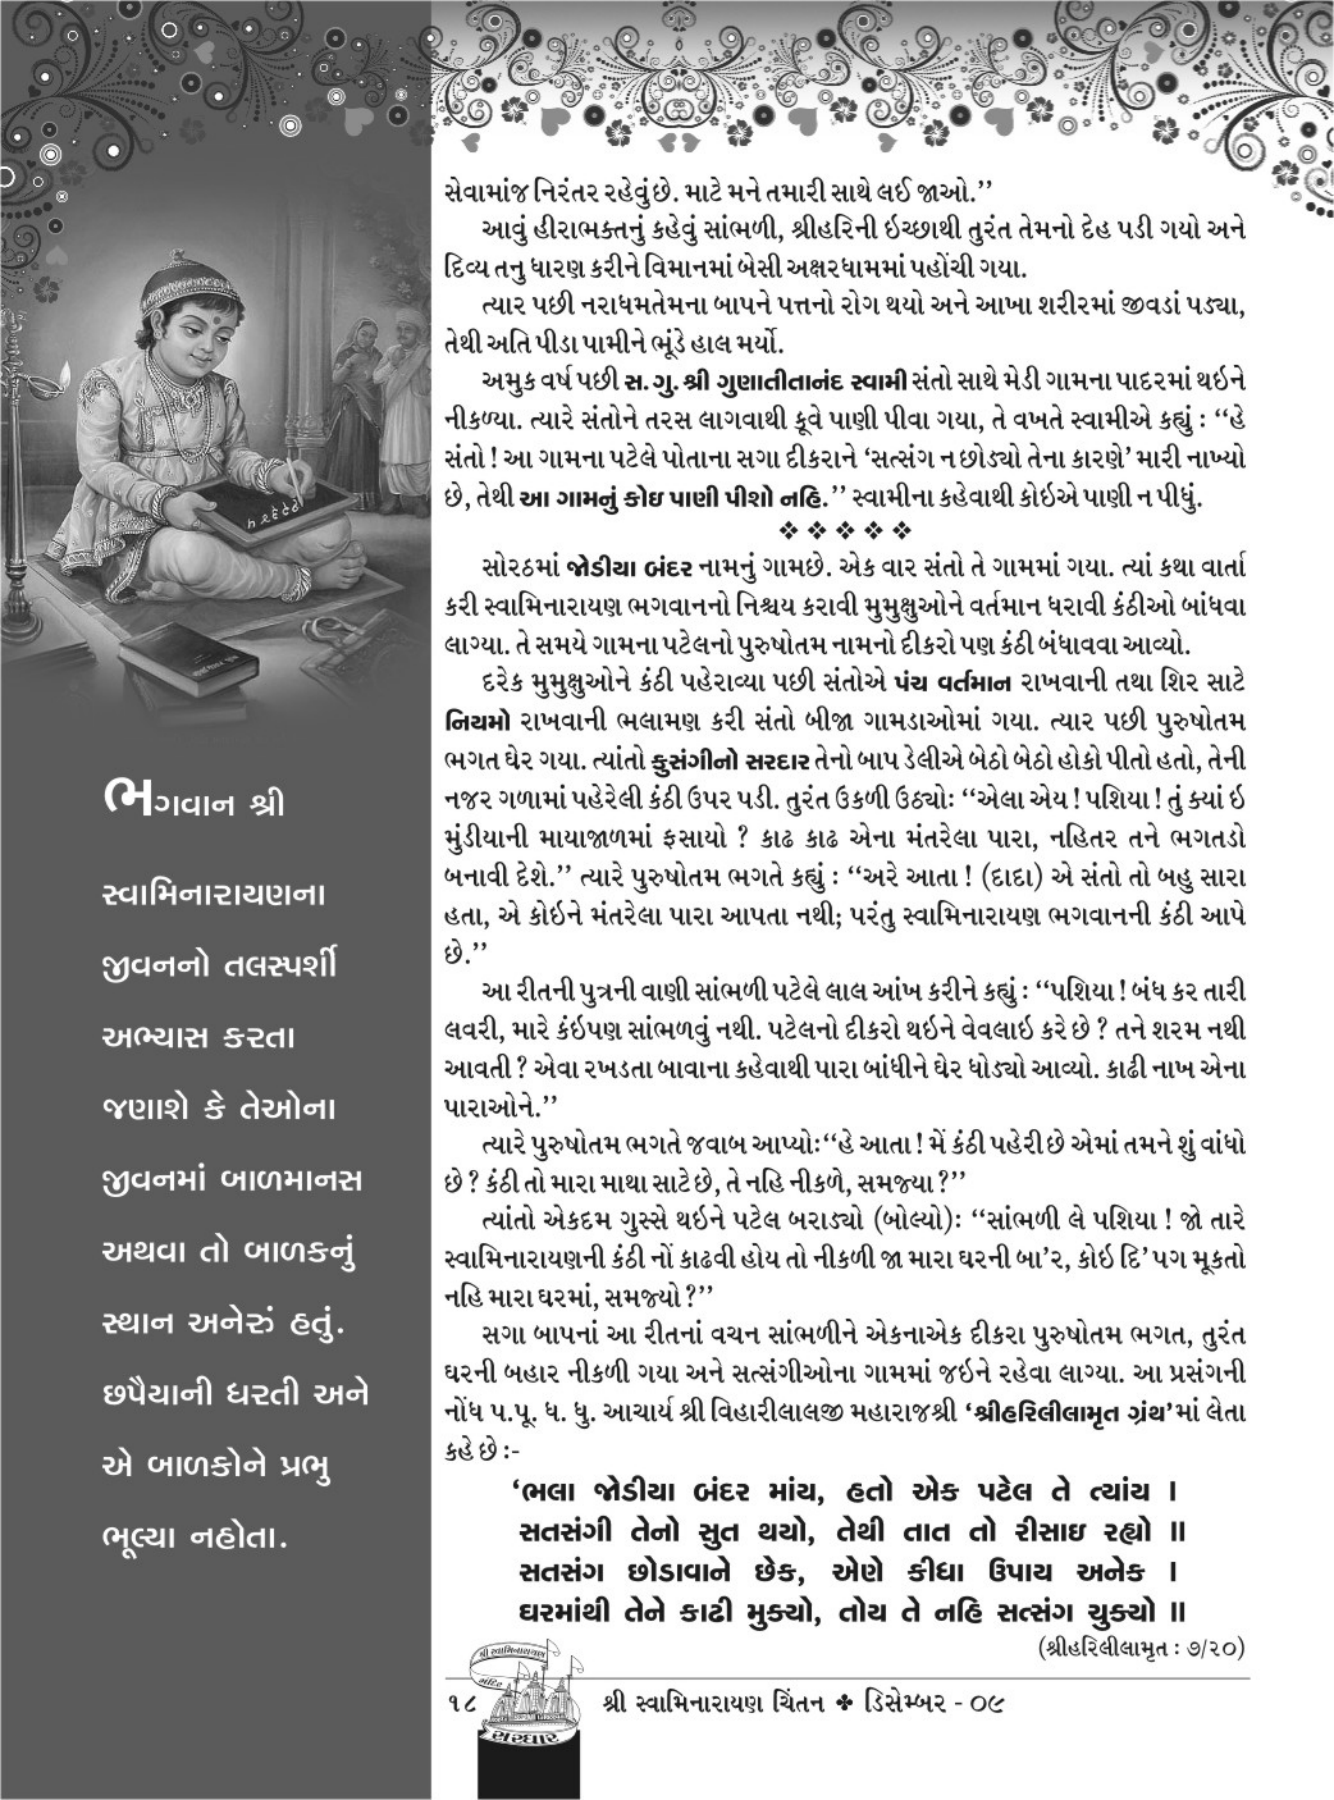 સેવામાંજ નિરંતર રહેવું છે. માટે મને તમારી સાથે લઈ જાઓ.’’
આવું હીરાભક્તનું કહેવું સાંભળી, શ્રીહરિની ઇચ્છાથી તુરંત તેમનો દેહ પડી ગયો અને
દિવ્ય તનુ ધારણ કરીને વિમાનમાં બેસી અક્ષરધામમાં પહોંચી ગયા.
ત્યાર પછી નરાધમતેમના બાપને પત્તનો રોગ થયો અને આખા શરીરમાં જીવડાં પડ્યા,
તેથી અતિ પીડા પામીને ભૂંડે હાલ મર્યો.
અમુક વર્ષ પછી સ. ગુ. શ્રી ગુણાતીતાનંદ સ્વામી સંતો સાથે મેડી ગામના પાદરમાં થઇને
નીકળ્યા. ત્યારે સંતોને તરસ લાગવાથી કૂવે પાણી પીવા ગયા, તે વખતે સ્વામીએ કહ્યું : ‘‘હે
સંતો ! આ ગામના પટેલે પોતાના સગા દીકરાને ‘સત્સંગ ન છોડ્યો તેના કારણે’ મારી નાખ્યો
છે, તેથી આ ગામનું કોઇ પાણી પીશો નહિ.’’ સ્વામીના કહેવાથી કોઇએ પાણી ન પીધું.
❖ ❖ ❖ ❖ ❖
સોરઠમાં જોડીયા બંદર નામનું ગામછે. એક વાર સંતો તે ગામમાં ગયા. ત્યાં કથા વાર્તા
કરી સ્વામિનારાયણ ભગવાનનો નિશ્ચય કરાવી મુમુક્ષુઓને વર્તમાન ધરાવી કંઠીઓ બાંધવા
લાગ્યા. તે સમયે ગામના પટેલનો પુરુષોતમ નામનો દીકરો પણ કંઠી બંધાવવા આવ્યો.
દરેક મુમુક્ષુઓને કંઠી પહેરાવ્યા પછી સંતોએ પંચ વર્તમાન રાખવાની તથા શિર સાટે
નિયમો રાખવાની ભલામણ કરી સંતો બીજા ગામડાઓમાં ગયા. ત્યાર પછી પુરુષોતમ
ભગત ઘેર ગયા. ત્યાંતો કુસંગીનો સરદાર તેનો બાપ ડેલીએ બેઠો બેઠો હોકો પીતો હતો, તેની
નજર ગળામાં પહેરેલી કંઠી ઉપર પડી. તુરંત ઉકળી ઉઠ્યોઃ ‘‘એલા એય ! પશિયા ! તું ક્યાં ઇ
મુંડીયાની માયાજાળમાં ફસાયો ? કાઢ કાઢ એના મંતરેલા પારા, નહિતર તને ભગતડો
બનાવી દેશે.’’ ત્યારે પુરુષોતમ ભગતે કહ્યું : ‘‘અરે આતા ! (દાદા) એ સંતો તો બહુ સારા
હતા, એ કોઇને મંતરેલા પારા આપતા નથી; પરંતુ સ્વામિનારાયણ ભગવાનની કંઠી આપે
છે.’’
આ રીતની પુત્રની વાણી સાંભળી પટેલે લાલ આંખ કરીને કહ્યું : ‘‘પશિયા ! બંધ કર તારી
લવરી, મારે કંઇપણ સાંભળવું નથી. પટેલનો દીકરો થઇને વેવલાઇ કરે છે ? તને શરમ નથી
આવતી ? એવા રખડતા બાવાના કહેવાથી પારા બાંધીને ઘેર ધોડ્યો આવ્યો. કાઢી નાખ એના
પારાઓને.’’
ત્યારે પુરુષોતમ ભગતે જવાબ આપ્યોઃ‘‘હે આતા ! મેં કંઠી પહેરી છે એમાં તમને શું વાંધો
છે ? કંઠી તો મારા માથા સાટે છે, તે નહિ નીકળે, સમજ્યા ?’’
ત્યાંતો એકદમ ગુસ્સે થઇને પટેલ બરાડ્યો (બોલ્યો)ઃ ‘‘સાંભળી લે પશિયા ! જો તારે
સ્વામિનારાયણની કંઠી નોં કાઢવી હોય તો નીકળી જા મારા ઘરની બા’ર, કોઇ દિ’ પગ મૂકતો
નહિ મારા ઘરમાં, સમજ્યો ?’’
સગા બાપનાં આ રીતનાં વચન સાંભળીને એકનાએક દીકરા પુરુષોતમ ભગત, તુરંત
ઘરની બહાર નીકળી ગયા અને સત્સંગીઓના ગામમાં જઇને રહેવા લાગ્યા. આ પ્રસંગની
નોંધ પ.પૂ. ધ. ધુ. આચાર્ય શ્રી વિહારીલાલજી મહારાજશ્રી ‘શ્રીહરિલીલામૃત ગ્રંથ’માં લેતા
કહે છે :-
‘ભલા જોડીયા બંદર માંય, હતો એક પટેલ તે ત્યાંય ।
સતસંગી તેનો સુત થયો, તેથી તાત તો રીસાઇ રહ્યો ॥
સતસંગ છોડાવાને છેક, એણે કીધા ઉપાય અનેક ।
ઘરમાંથી તેને કાઢી મુક્યો, તોય તે નહિ સત્સંગ ચુક્યો ॥
(શ્રીહરિલીલામૃત : ૭/૨૦)
ભગવાન શ્રી
સ્વામિનારાયણના
જીવનનો તલસ્પર્શી
અભ્યાસ કરતા
જણાશે કે તેઓના
જીવનમાં બાળમાનસ
અથવા તો બાળકનું
સ્થાન અનેરું હતું.
છપૈયાની ધરતી અને
એ બાળકોને પ્રભુ
ભૂલ્યા નહોતા.
શ્રી સ્વામિનારાયણ
મંદિર
સરધાર
૧૮ શ્રી સ્વામિનારાયણ ચિંતન ❖ ડિસેમ્બર - ૦૯